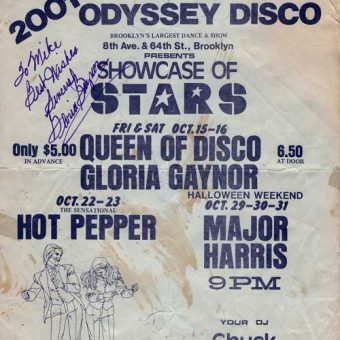 2001
ODYSSEY DISCO
BROOKLYN'S LARGEST DANCE & SHOW
8th Ave. & 64th St., Brooklyn
PRESENTS
To Mike
Best Wishes
Sincerely
Gloria Gaynor
SHOWCASE OF
STARS
FRI & SAT OCT. 15-16
Only $5.00
IN ADVANCE
QUEEN OF DISCO
GLORIA GAYNOR
6.50
AT DOOR
OCT. 22-23
THE SENSATIONAL
HOT PEPPER
HALLOWEEN WEEKEND
OCT. 29-30-31
MAJOR
HARRIS
9PM
YOUR DJ
Chuck